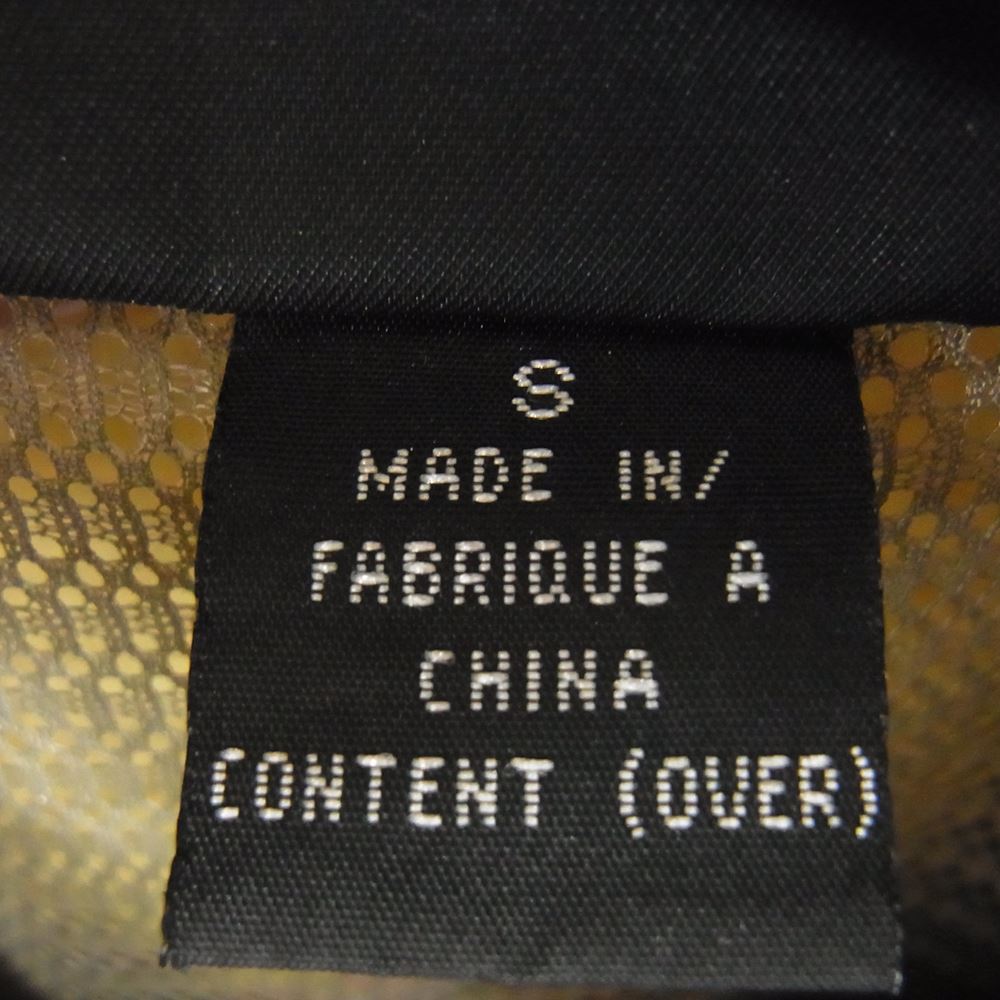 S
MADE IN/
FABRIQUE A
CHINA
CONTENT (OVER)